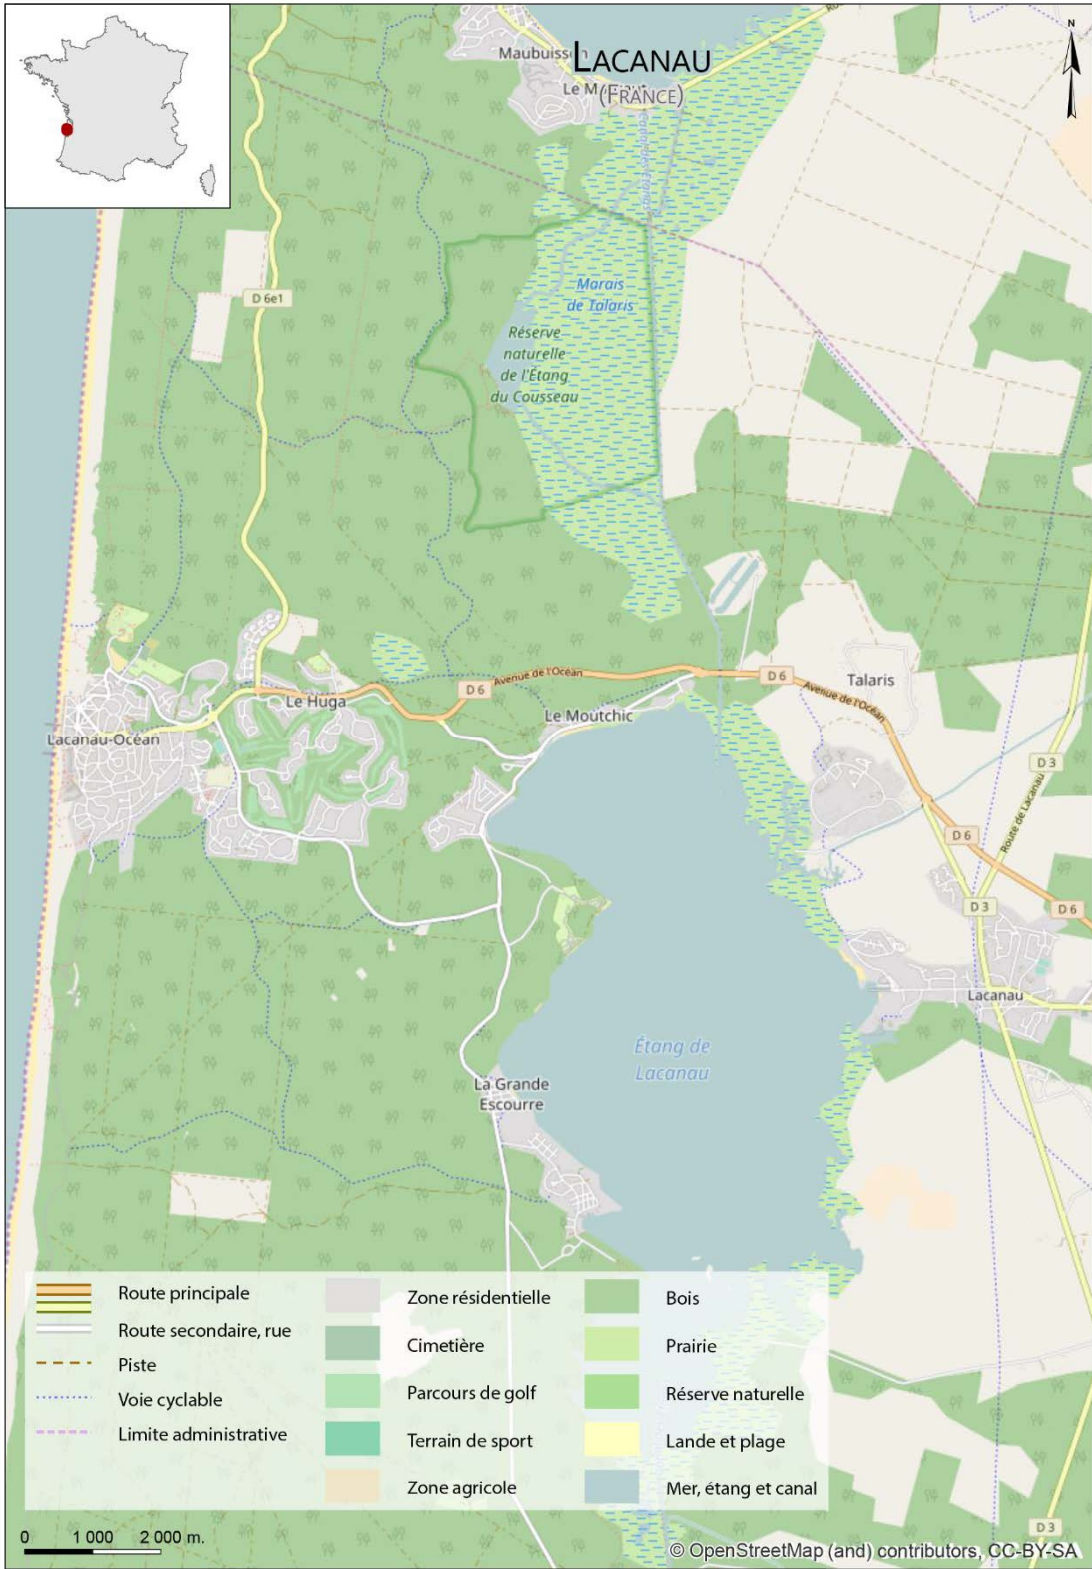 Maubuisson
LACANAU
Le M
(FRANCE)
N
D 6e1
Marais
de Talaris
Réserve
naturelle
de l'Étang
du Cousseau
Talaris
Avenue de l'Océan
D 6
D 6
Le Huga
Le Moutchic
Avenue de l'Océan
Lacanau-Océan
D 3
Route de Lacanau
D 6
D 3
D 6
Lacanau
Étang de
Lacanau
La Grande
Escourre
Route principale
Route secondaire, rue
Piste
Voie cyclable
Limite administrative
Zone résidentielle
Cimetière
Parcours de golf
Terrain de sport
Zone agricole
Bois
Prairie
Réserve naturelle
Lande et plage
Mer, étang et canal
0 1 000 2 000 m.
D 3
© OpenStreetMap (and) contributors, CC-BY-SA